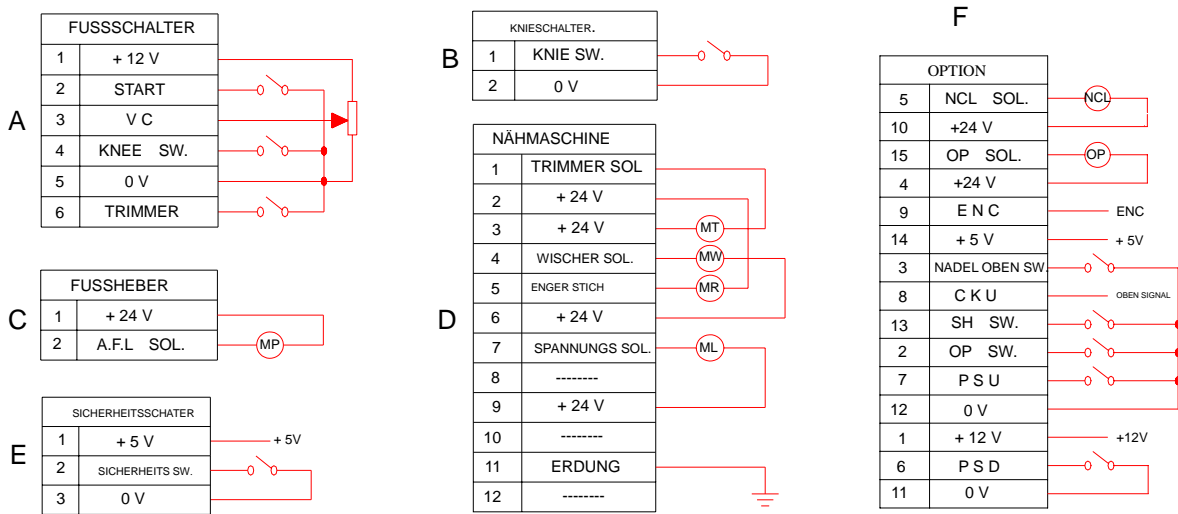 A
FUSSSCHALTER
1 + 12 V
2 START
3 V C
4 KNEE SW.
5 0 V
6 TRIMMER
B
KNIESCHALTER.
1 KNIE SW.
2 0 V
C
FUSSHEBER
1 + 24 V
2 A.F.L SOL. MP
D
NÄHMASCHINE
1 TRIMMER SOL
2 + 24 V
3 + 24 V MT
4 WISCHER SOL. MW
5 ENGER STICH MR
6 + 24 V
7 SPANNUNGS SOL. ML
8 --------
9 + 24 V
10 --------
11 ERDUNG
12 --------
E
SICHERHEITSSCHATER
1 + 5 V + 5V
2 SICHERHEITS SW.
3 0 V
F
OPTION
5 NCL SOL. NCL
10 +24 V
15 OP SOL. OP
4 +24 V
9 E N C ENC
14 + 5 V + 5V
3 NADEL OBEN SW.
8 C K U OBEN SIGNAL
13 SH SW.
2 OP SW.
7 P S U
12 0 V
1 + 12 V +12V
6 P S D
11 0 V